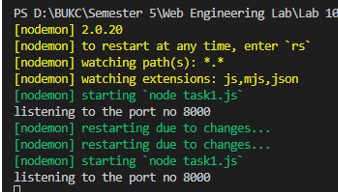 PS D:\BUKC\Semester 5\Web Engineering Lab\Lab 10
[nodemon] 2.0.20
[nodemon] to restart at any time, enter `rs`
[nodemon] watching path(s): *.*
[nodemon] watching extensions: js,mjs,json
[nodemon] starting `node task1.js`
listening to the port no 8000
[nodemon] restarting due to changes...
[nodemon] restarting due to changes...
[nodemon] starting `node task1.js`
listening to the port no 8000